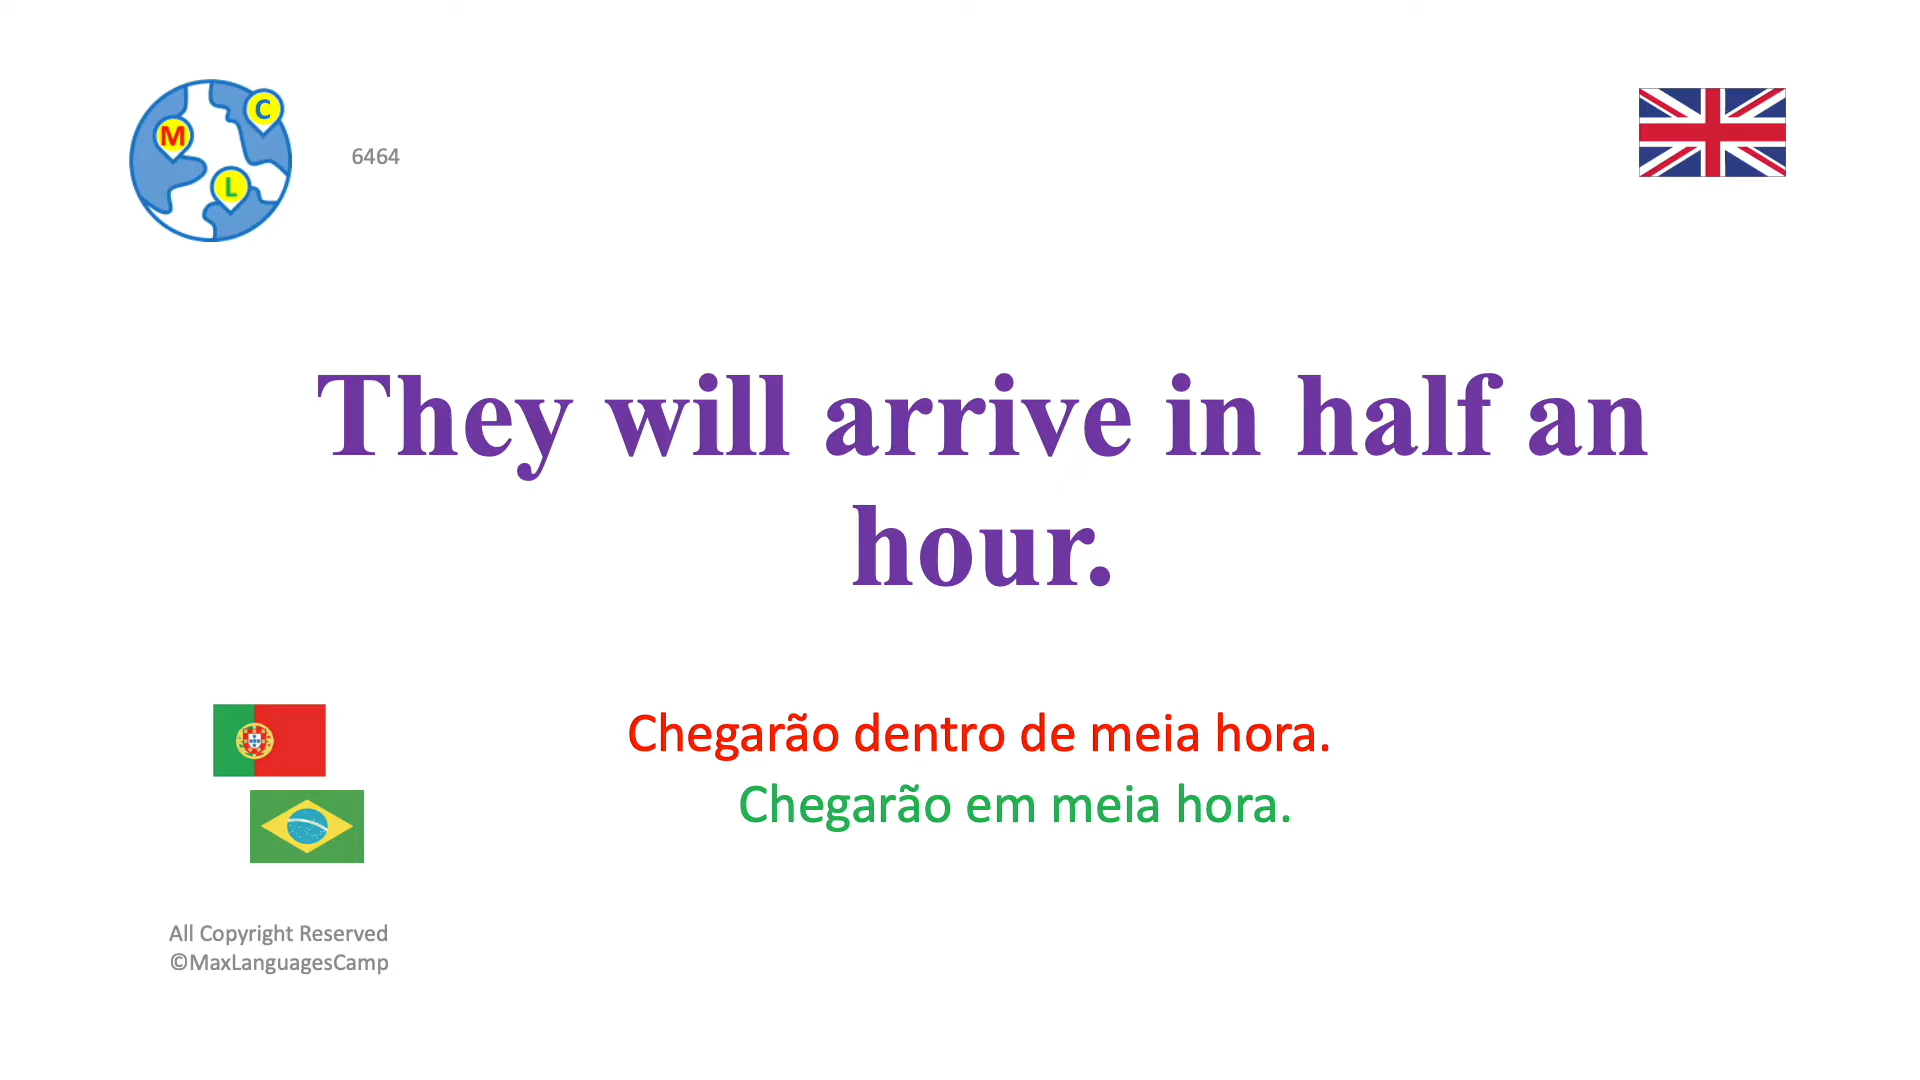 C
M
L
6464
They will arrive in half an
hour.
Chegarão dentro de meia hora.
Chegarão em meia hora.
All Copyright Reserved
©MaxLanguagesCamp